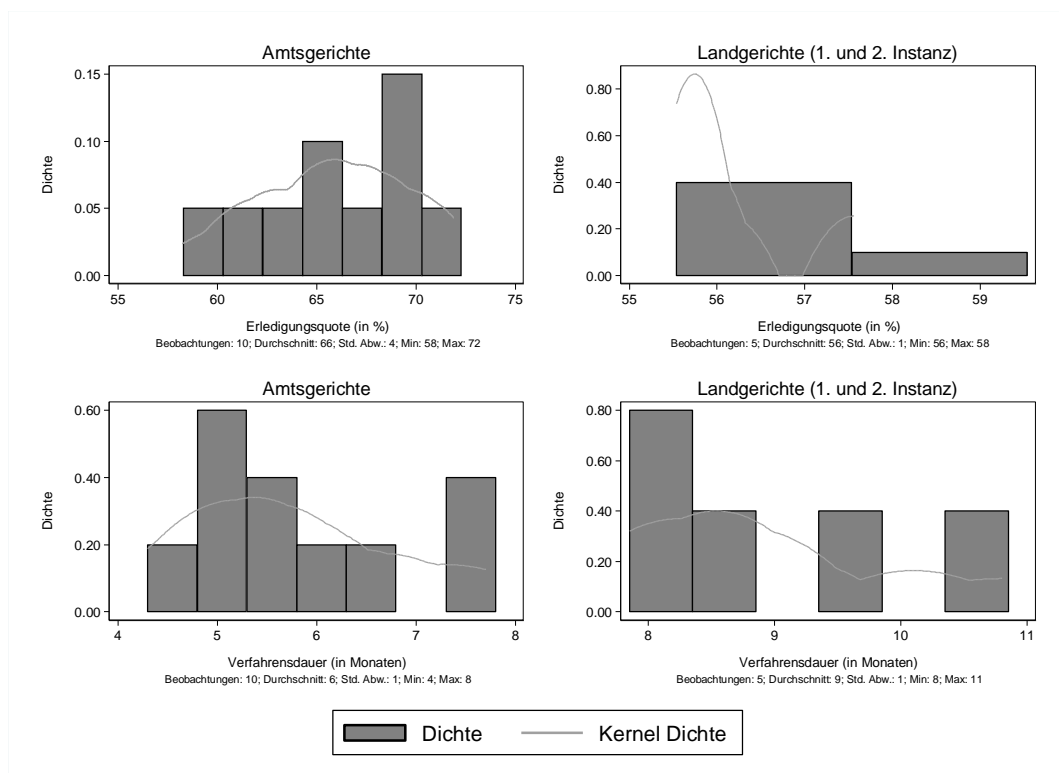 Amtsgerichte
Dichte
0.15
0.10
0.05
0.00
55 60 65 70 75
Erledigungsquote (in %)
Beobachtungen: 10; Durchschnitt: 66; Std. Abw.: 4; Min: 58; Max: 72
Landgerichte (1. und 2. Instanz)
Dichte
0.80
0.60
0.40
0.20
0.00
55 56 57 58 59
Erledigungsquote (in %)
Beobachtungen: 5; Durchschnitt: 56; Std. Abw.: 1; Min: 56; Max: 58
Amtsgerichte
Dichte
0.60
0.40
0.20
0.00
4 5 6 7 8
Verfahrensdauer (in Monaten)
Beobachtungen: 10; Durchschnitt: 6; Std. Abw.: 1; Min: 4; Max: 8
Landgerichte (1. und 2. Instanz)
Dichte
0.80
0.60
0.40
0.20
0.00
8 9 10 11
Verfahrensdauer (in Monaten)
Beobachtungen: 5; Durchschnitt: 9; Std. Abw.: 1; Min: 8; Max: 11
Dichte Kernel Dichte